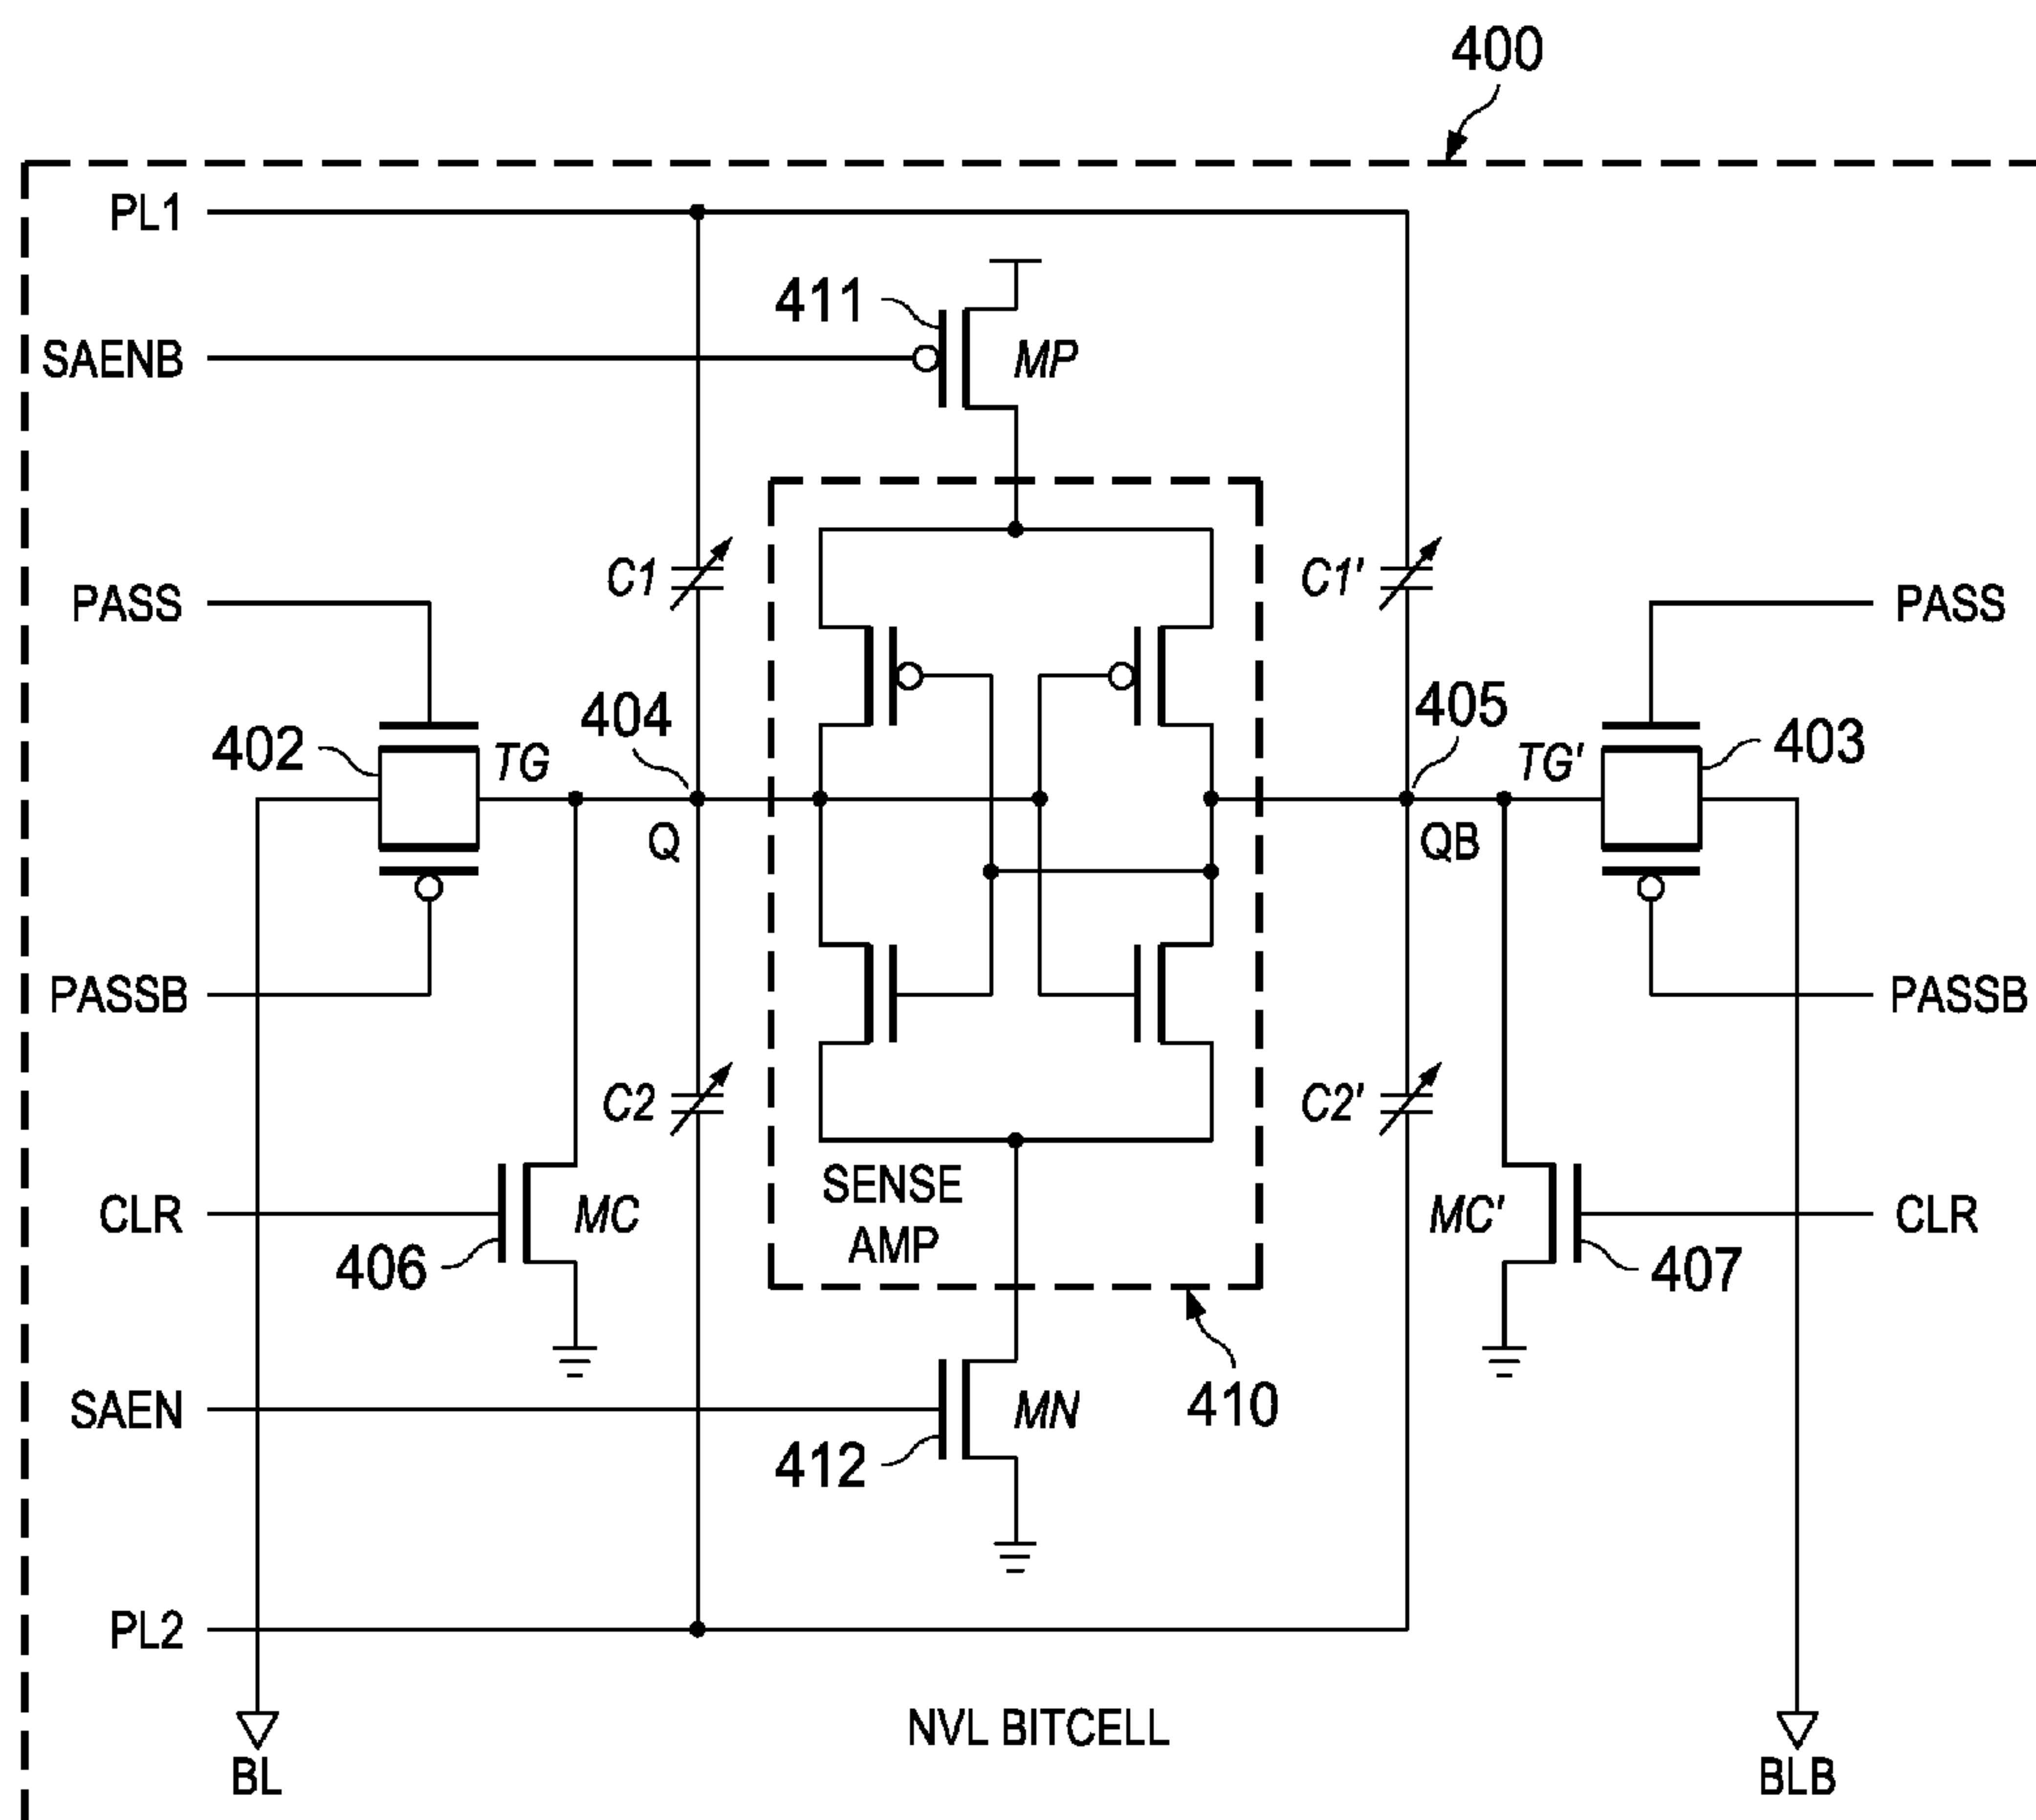 400
PL1
411
MP
SAENB
C1
C1'
PASS
PASS
404
405
402
TG
TG'
403
Q
QB
PASSB
PASSB
C2
C2'
SENSE
AMP
CLR
MC
MC'
CLR
406
407
SAEN
MN
410
412
PL2
NVL BITCELL
BL
BLB